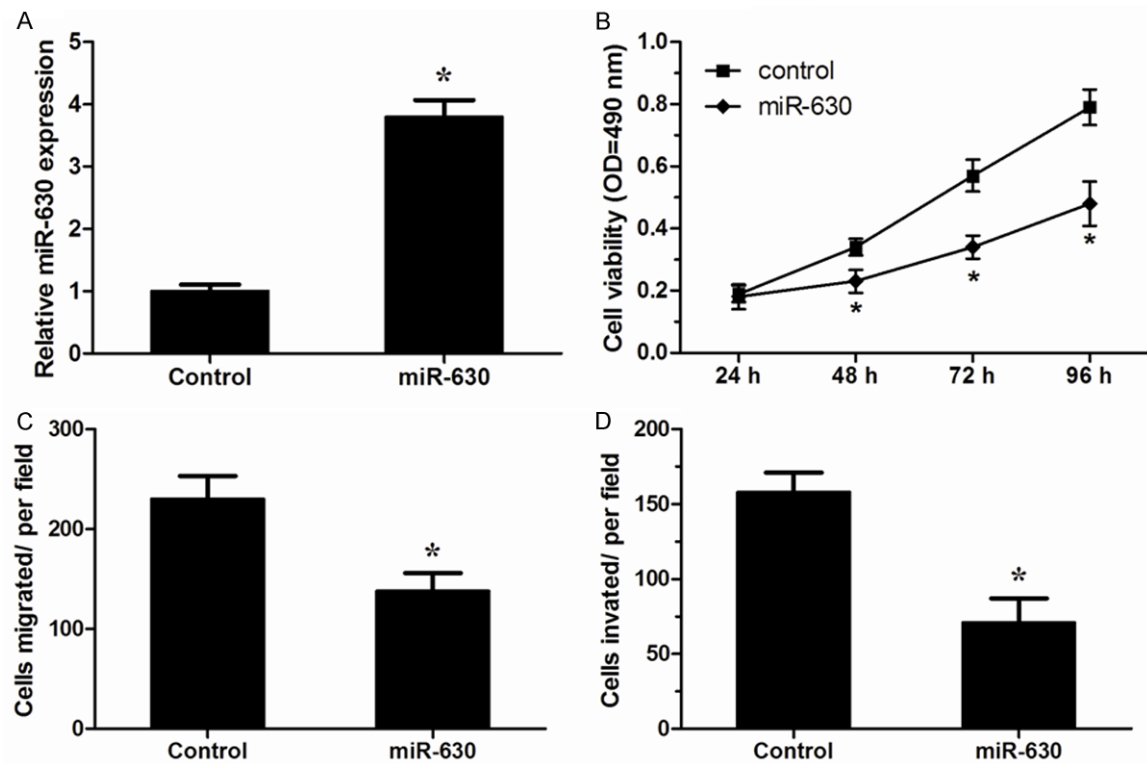 A
Relative miR-630 expression
5
4
3
2
1
0
*
Control
miR-630
B
Cell viability (OD=490 nm)
1.0
0.8
0.6
0.4
0.2
0.0
control
miR-630
*
*
*
24 h
48 h
72 h
96 h
C
Cells migrated/ per field
300
200
100
0
*
Control
miR-630
D
Cells invated/ per field
200
150
100
50
0
*
Control
miR-630